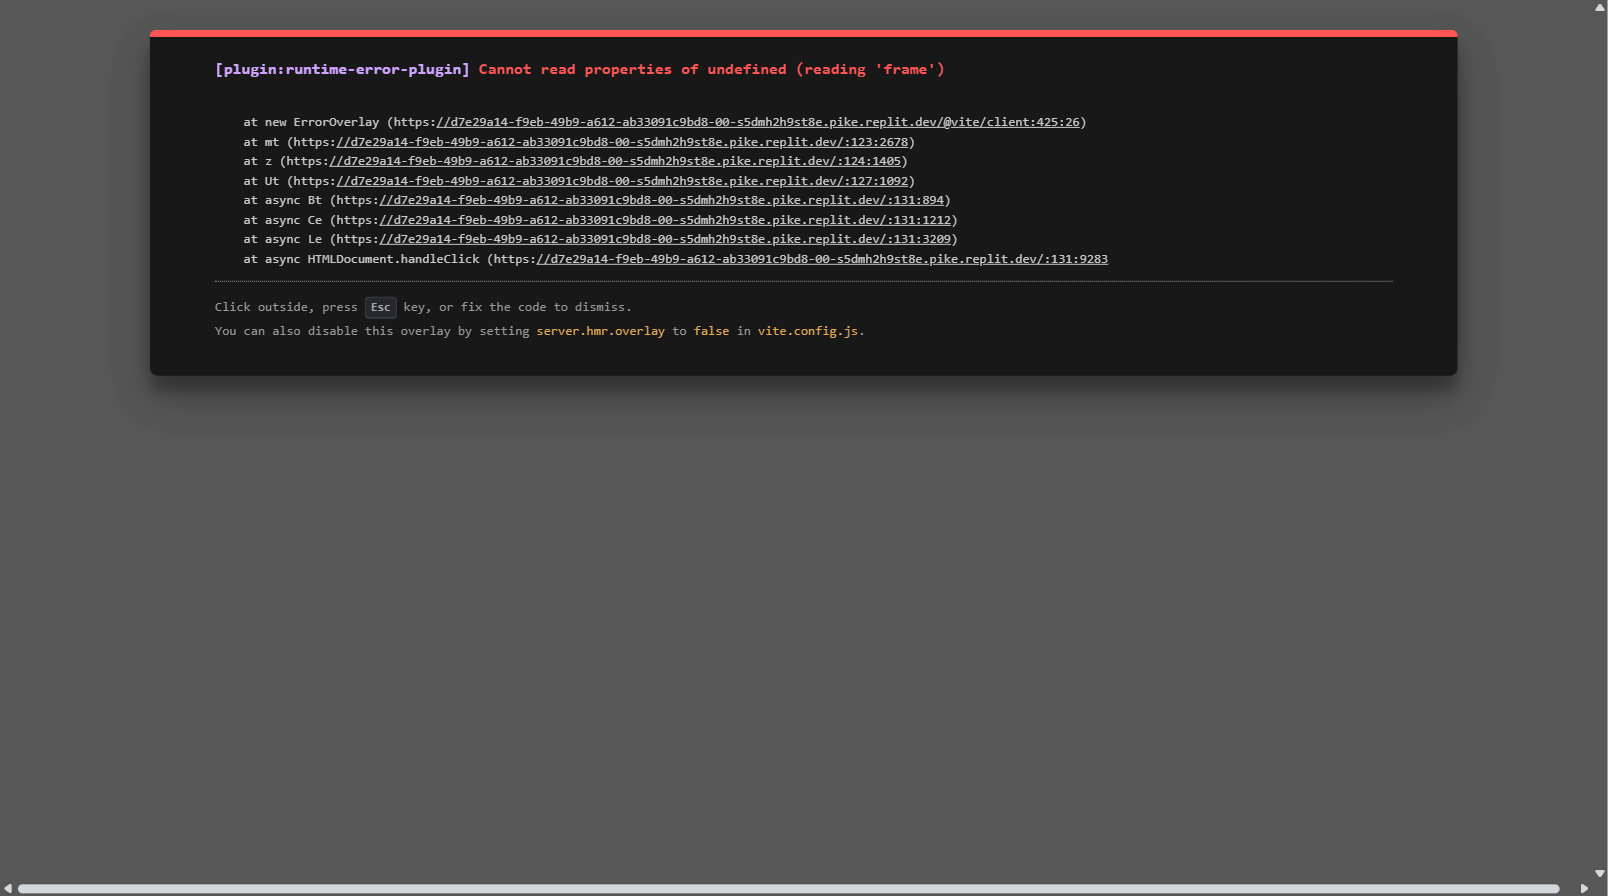 [plugin:runtime-error-plugin] Cannot read properties of undefined (reading 'frame')
at new ErrorOverlay (https://d7e29a14-f9eb-49b9-a612-ab33091c9bd8-00-s5dmh2h9st8e.pike.replit.dev/@vite/client:425:26)
at mt (https://d7e29a14-f9eb-49b9-a612-ab33091c9bd8-00-s5dmh2h9st8e.pike.replit.dev/:123:2678)
at z (https://d7e29a14-f9eb-49b9-a612-ab33091c9bd8-00-s5dmh2h9st8e.pike.replit.dev/:124:1405)
at Ut (https://d7e29a14-f9eb-49b9-a612-ab33091c9bd8-00-s5dmh2h9st8e.pike.replit.dev/:127:1092)
at async Bt (https://d7e29a14-f9eb-49b9-a612-ab33091c9bd8-00-s5dmh2h9st8e.pike.replit.dev/:131:894)
at async Ce (https://d7e29a14-f9eb-49b9-a612-ab33091c9bd8-00-s5dmh2h9st8e.pike.replit.dev/:131:1212)
at async Le (https://d7e29a14-f9eb-49b9-a612-ab33091c9bd8-00-s5dmh2h9st8e.pike.replit.dev/:131:3209)
at async HTMLDocument.handleClick (https://d7e29a14-f9eb-49b9-a612-ab33091c9bd8-00-s5dmh2h9st8e.pike.replit.dev/:131:9283
Click outside, press Esc key, or fix the code to dismiss.
You can also disable this overlay by setting server.hmr.overlay to false in vite.config.js.